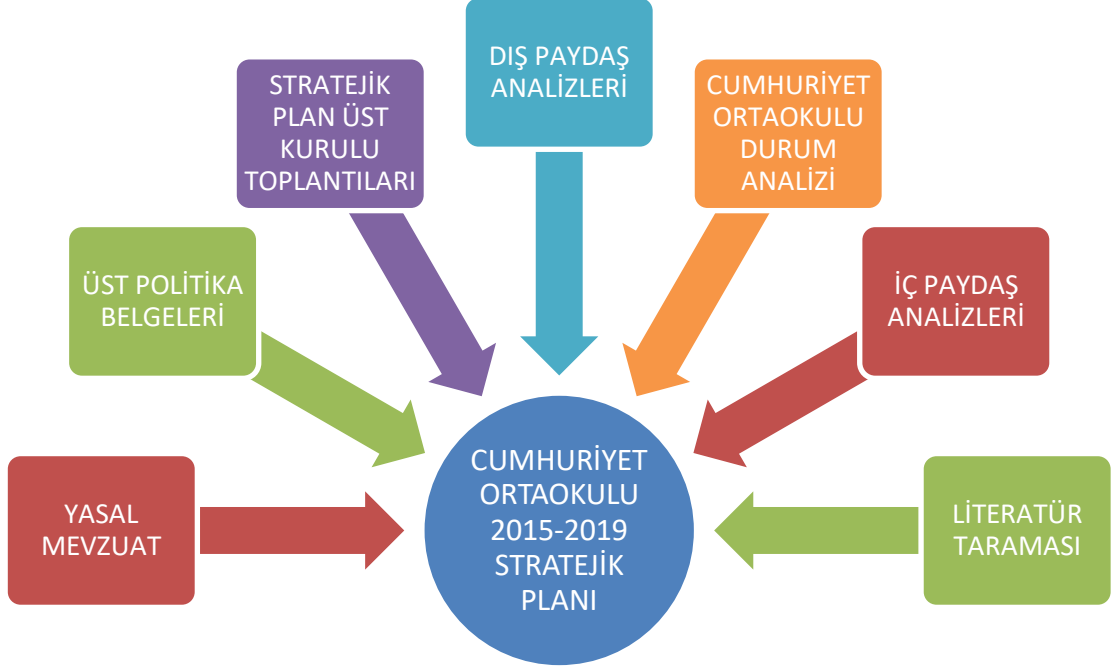 DIŞ PAYDAŞ
ANALİZLERİ
STRATEJİK
PLAN ÜST
KURULU
TOPLANTILARI
CUMHURİYET
ORTAOKULU
DURUM
ANALİZİ
ÜST POLİTİKA
BELGELERİ
İÇ PAYDAŞ
ANALİZLERİ
YASAL
MEVZUAT
CUMHURİYET
ORTAOKULU
2015-2019
STRATEJİK
PLANI
LİTERATÜR
TARAMASI